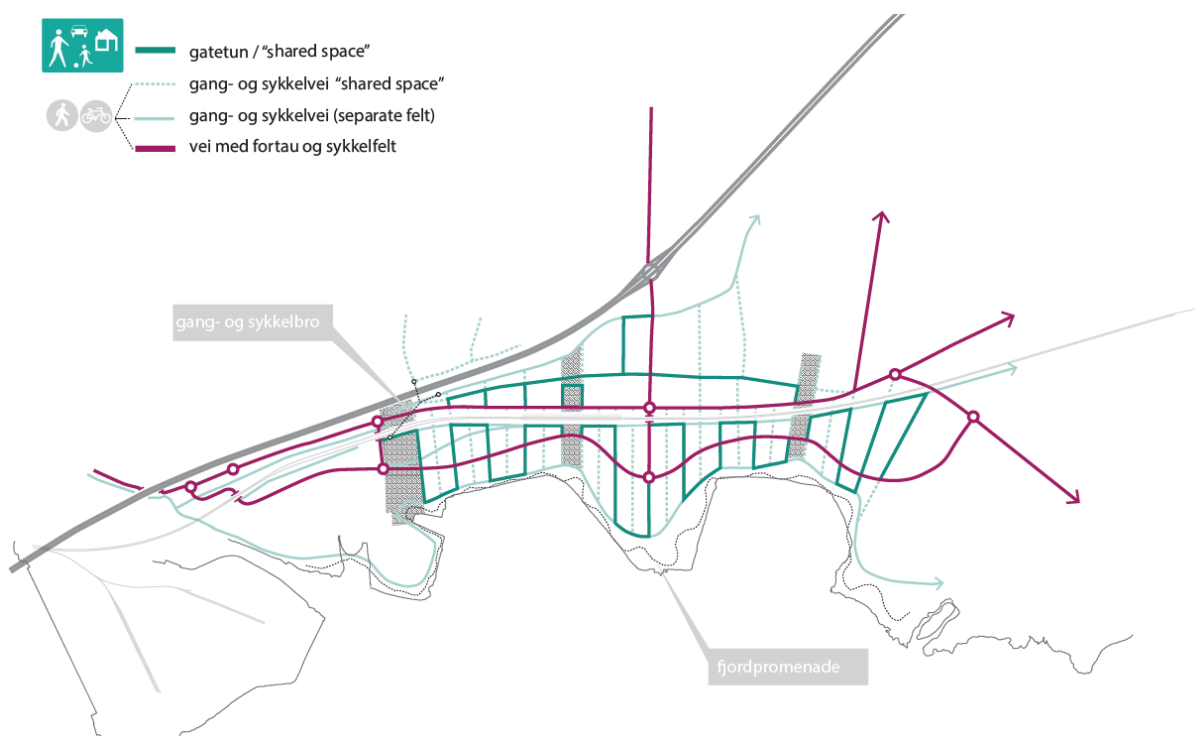 gatetun / “shared space”
gang- og sykkelvei “shared space”
gang- og sykkelvei (separate felt)
vei med fortau og sykkelfelt
gang- og sykkelbro
fjordpromenade